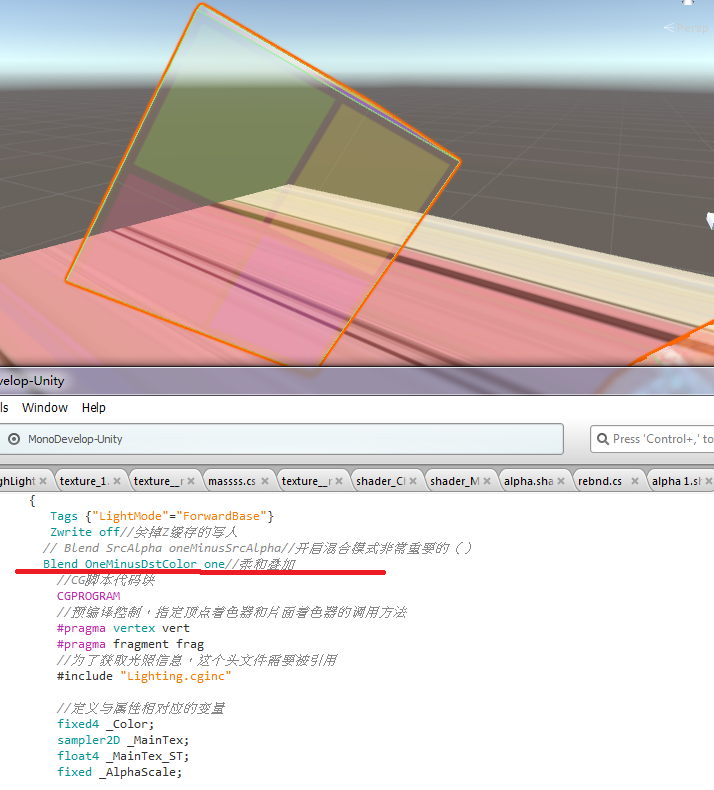 Persp
velop-Unity
ls Window Help
MonoDevelop-Unity
Press 'Control+,' to
ghLight
texture_1.
texture__r
massss.cs
texture__r
shader_C
shader_M
alpha.sha
rebnd.cs
alpha 1.s
{
Tags {"LightMode"="ForwardBase"}
Zwrite off//关掉Z缓存的写入
// Blend SrcAlpha oneMinusSrcAlpha//开启混合模式非常重要的（）
Blend OneMinusDstColor one//柔和叠加
//CG脚本代码块
CGPROGRAM
//预编译控制，指定顶点着色器和片面着色器的调用方法
#pragma vertex vert
#pragma fragment frag
//为了获取光照信息，这个头文件需要被引用
#include "Lighting.cginc"
//定义与属性相对应的变量
fixed4 _Color;
sampler2D _MainTex;
float4 _MainTex_ST;
fixed _AlphaScale;